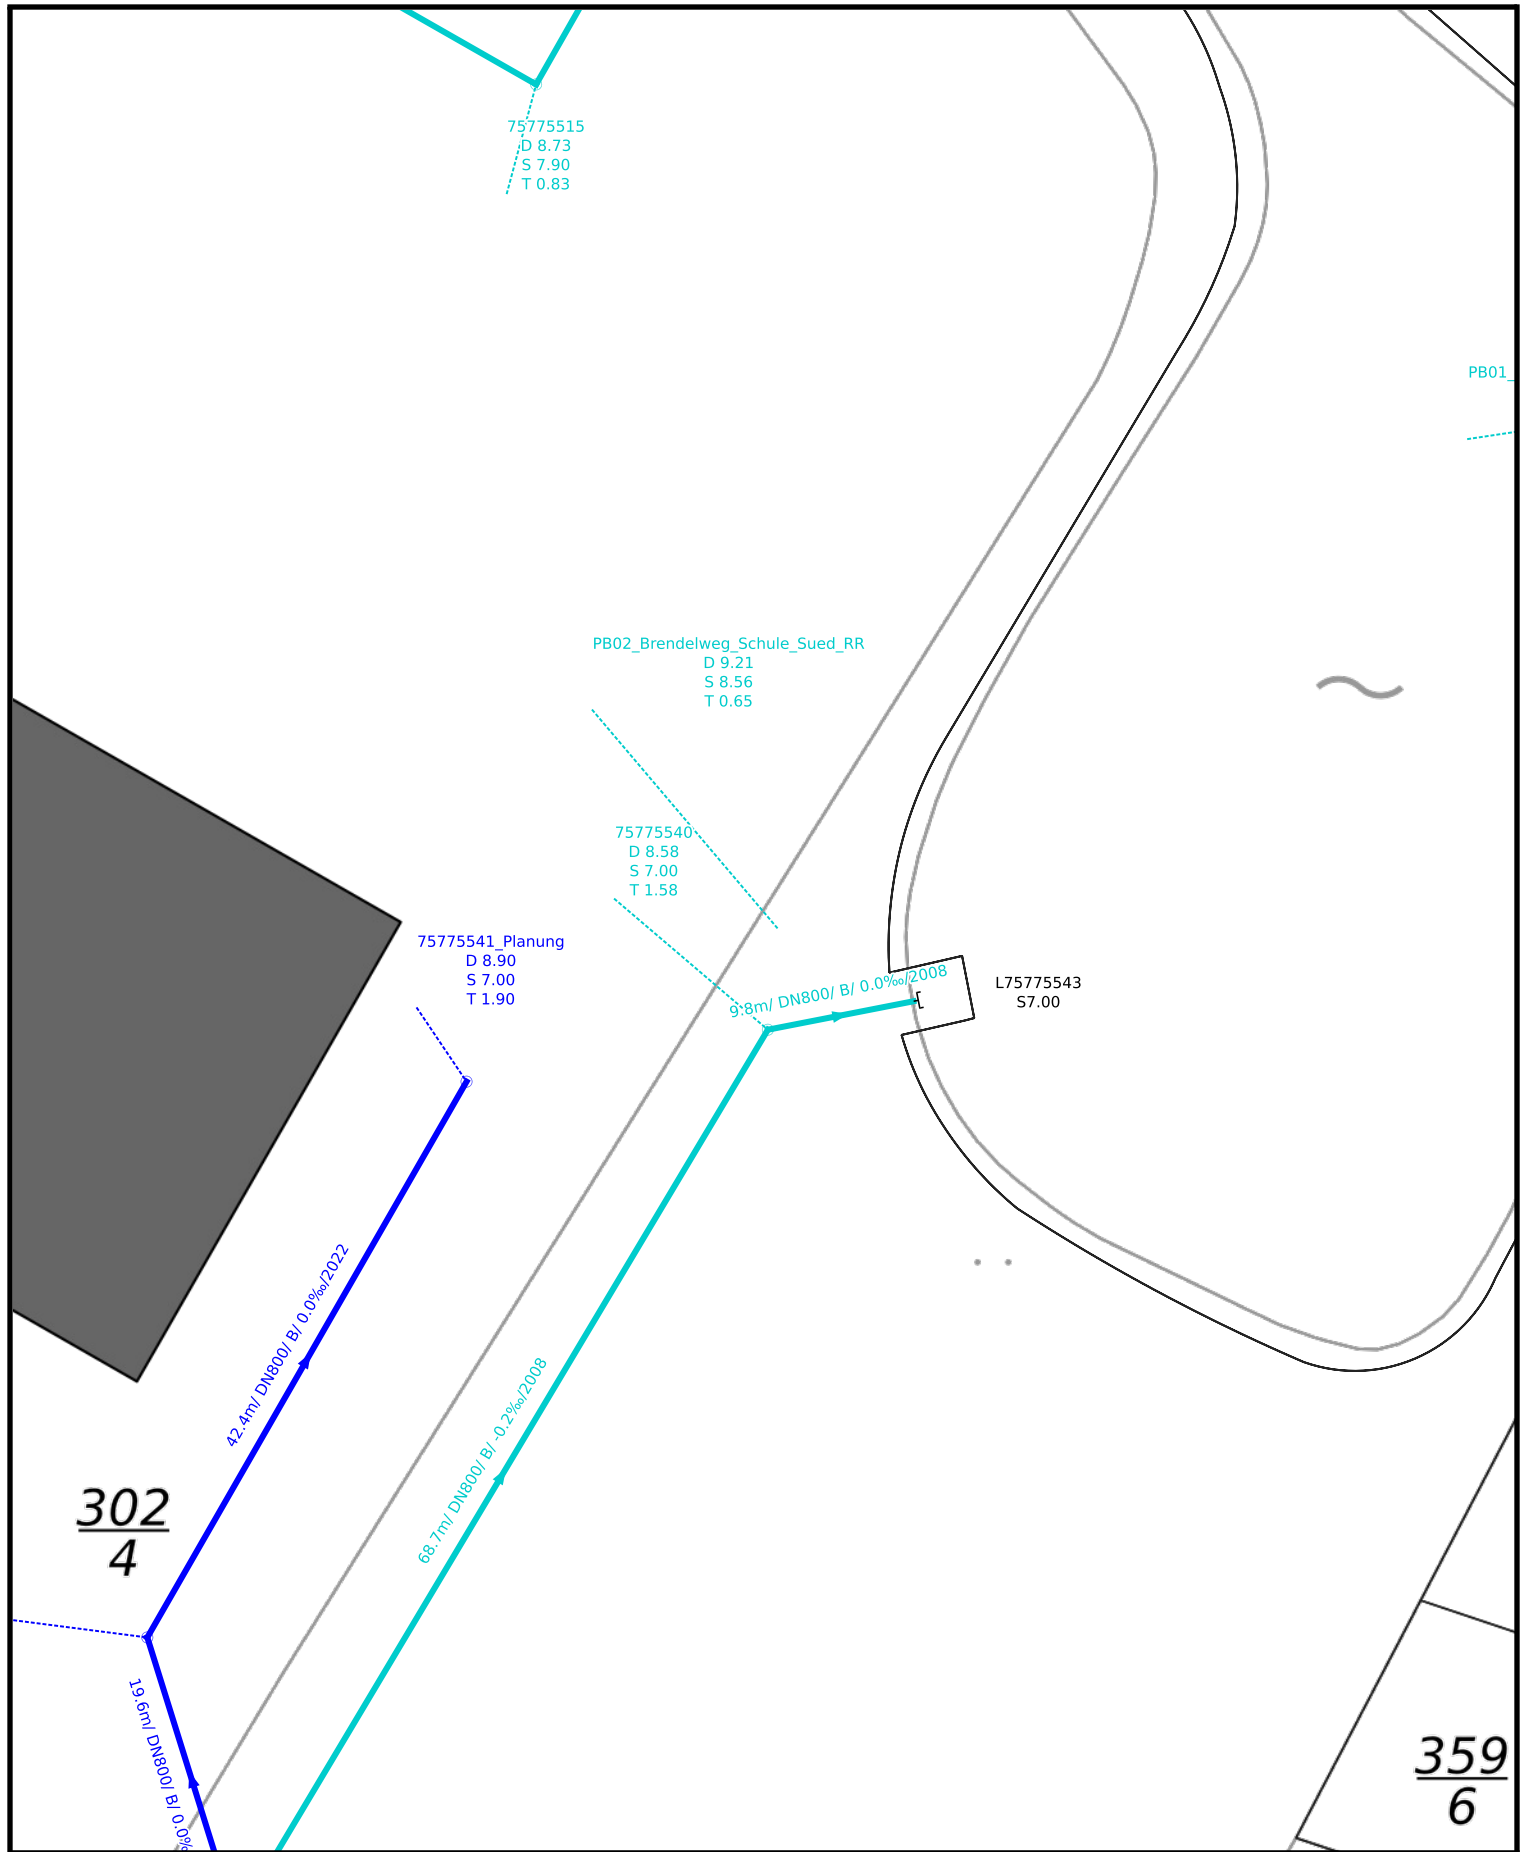 75775515
D 8.73
S 7.90
T 0.83
PB01_
PB02_Brendelweg_Schule_Sued_RR
D 9.21
S 8.56
T 0.65
75775540
D 8.58
S 7.00
T 1.58
75775541_Planung
D 8.90
S 7.00
T 1.90
9.8m/ DN800/ B/ 0.0‰/2008
L75775543
S7.00
42.4m/ DN800/ B/ 0.0‰/2022
68.7m/ DN800/ B/ -0.2‰/2008
302
4
19.6m/ DN800/ B/ 0.0‰
359
6